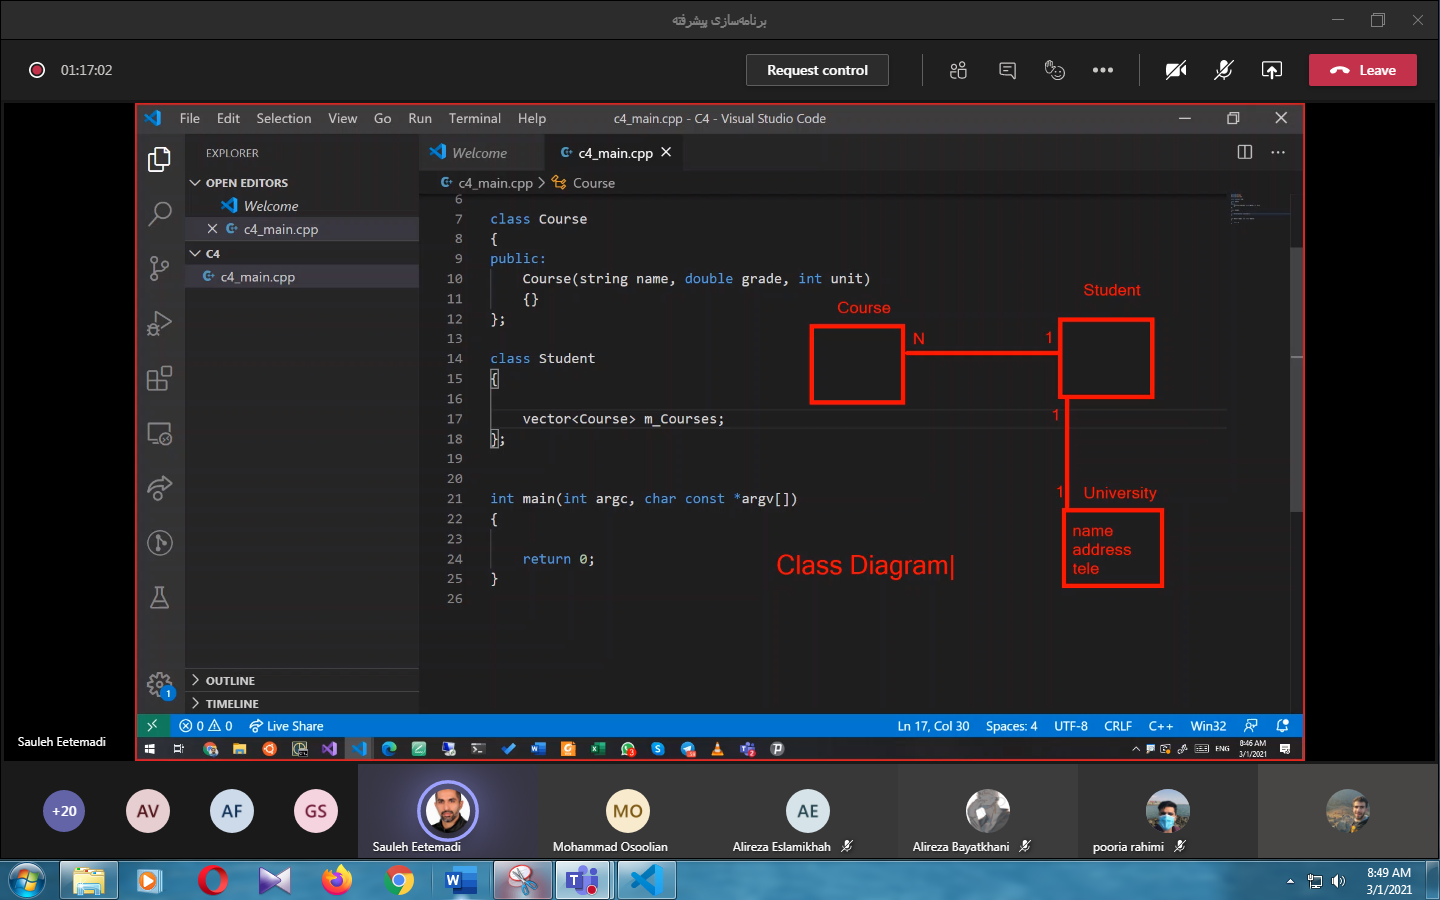 برنامه‌سازی پیشرفته
01:17:02
Request control
Leave
File Edit Selection View Go Run Terminal Help
c4_main.cpp - C4 - Visual Studio Code
EXPLORER
Welcome
c4_main.cpp
OPEN EDITORS
Welcome
c4_main.cpp
C4
c4_main.cpp
c4_main.cpp > Course
6
7 class Course
8 {
9 public:
10 Course(string name, double grade, int unit)
11 {}
12 };
13
14 class Student
15 {
16
17 vector<Course> m_Courses;
18 };
19
20
21 int main(int argc, char const *argv[])
22 {
23
24 return 0;
25 }
26
Course
N
1
Student
1
1
University
name
address
tele
Class Diagram
OUTLINE
TIMELINE
1
0 0 Live Share
Ln 17, Col 30 Spaces: 4 UTF-8 CRLF C++ Win32
ENG
8:46 AM
3/1/2021
Sauleh Eetemadi
+20
AV
AF
GS
Sauleh Eetemadi
MO
Mohammad Osoolian
AE
Alireza Eslamikhah
Alireza Bayatkhani
pooria rahimi
8:49 AM
3/1/2021